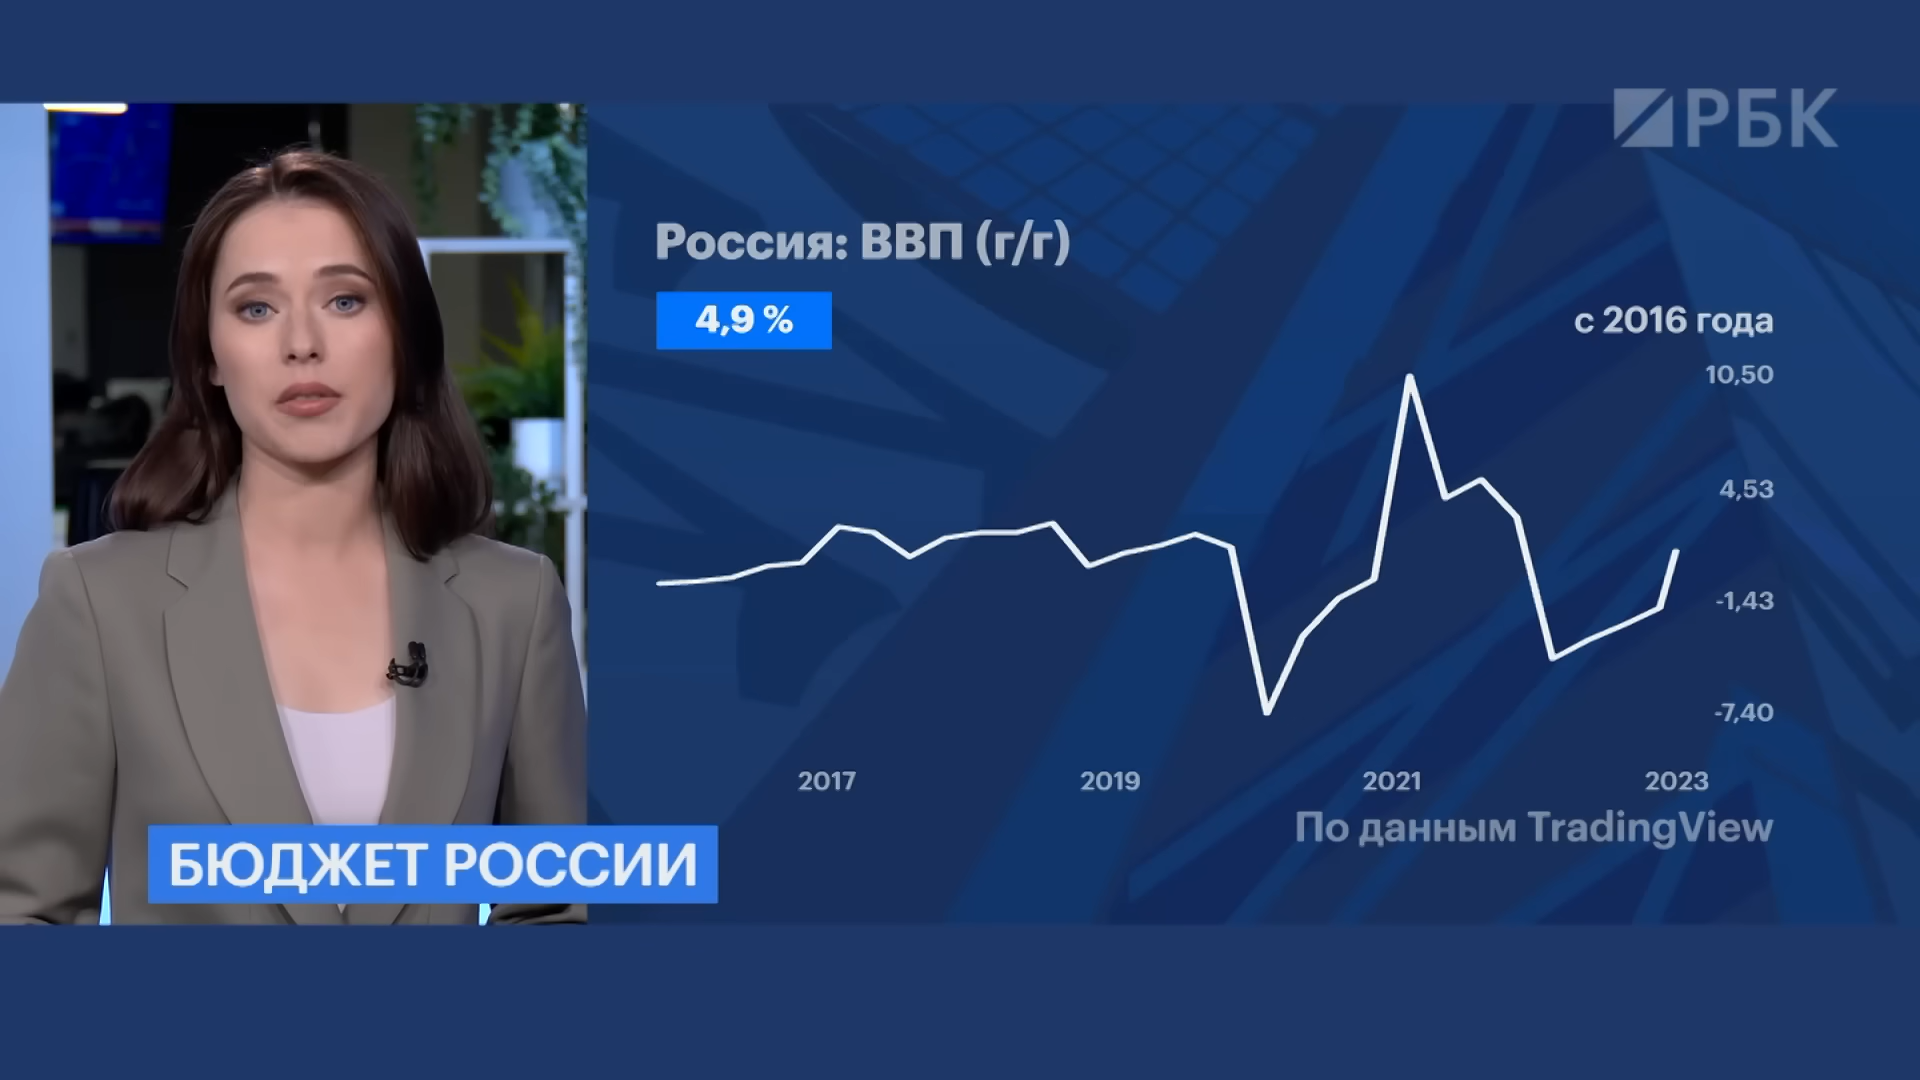 РБК
Россия: ВВП (г/г)
4,9 %
с 2016 года
10,50
4,53
-1,43
-7,40
2017 2019 2021 2023
По данным TradingView
БЮДЖЕТ РОССИИ